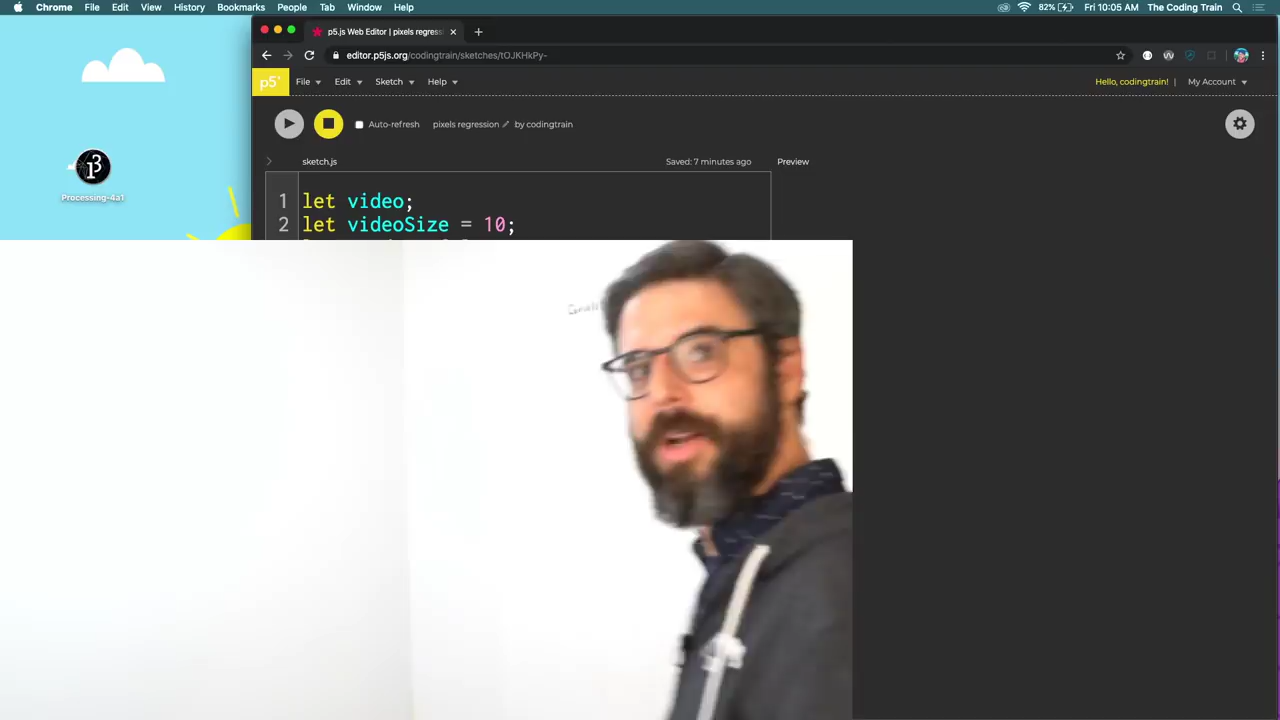 Chrome File Edit View History Bookmarks People Tab Window Help 82% Fri 10:05 AM The Coding Train
p5.js Web Editor | pixels regres
editor.p5js.org/codingtrain/sketches/tOJKHkPy-
p5* File Edit Sketch Help Hello, codingtrain! | My Account
Auto-refresh pixels regression by codingtrain
sketch.js Saved: 7 minutes ago Preview
Processing-4a1
1 let video;
2 let videoSize = 10;